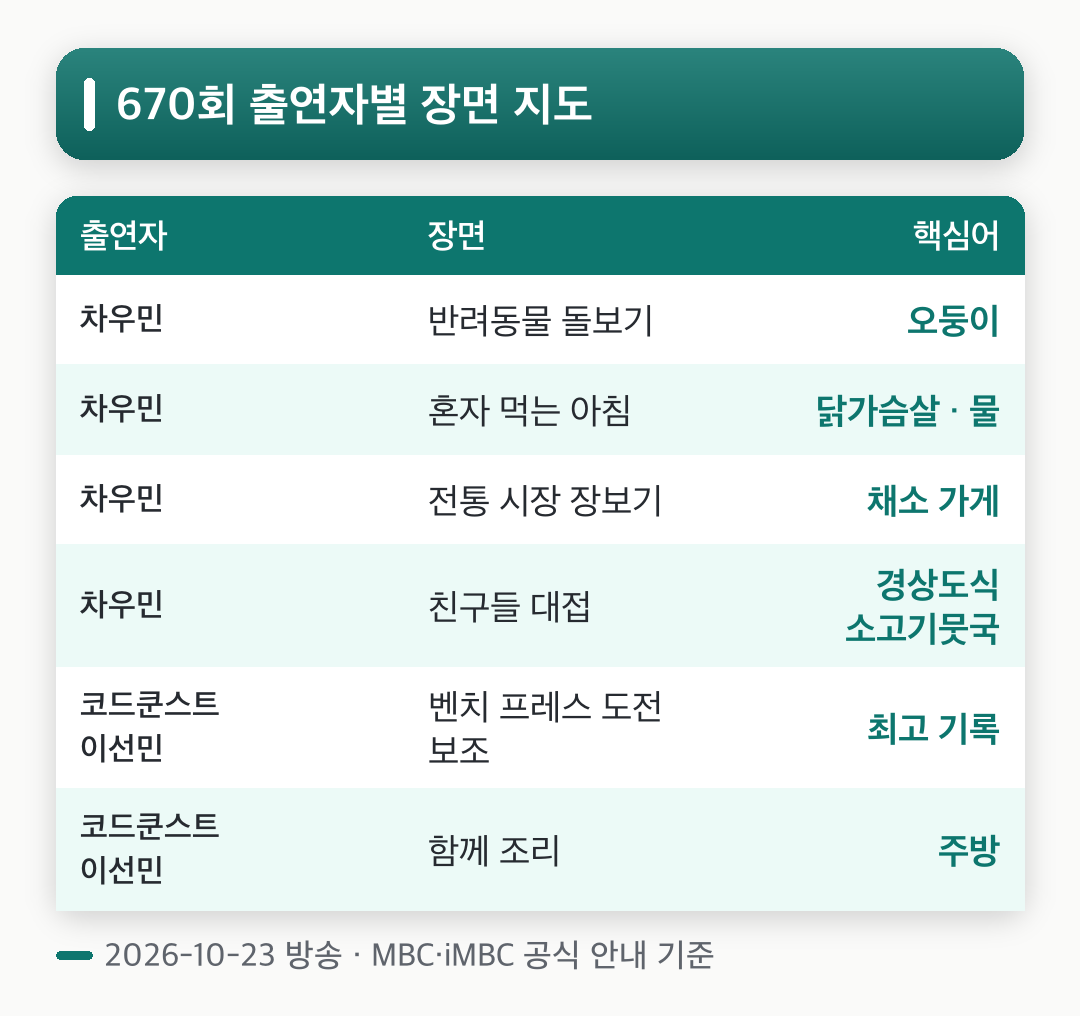 670회 출연자별 장면 지도
출연자 장면 핵심어
차우민 반려동물 돌보기 오둥이
차우민 혼자 먹는 아침 닭가슴살 · 물
차우민 전통 시장 장보기 채소 가게
차우민 친구들 대접 경상도식
소고기뭇국
코드쿤스트 벤치 프레스 도전 최고 기록
이선민 보조
코드쿤스트 함께 조리 주방
이선민
2026-10-23 방송 · MBC·iMBC 공식 안내 기준